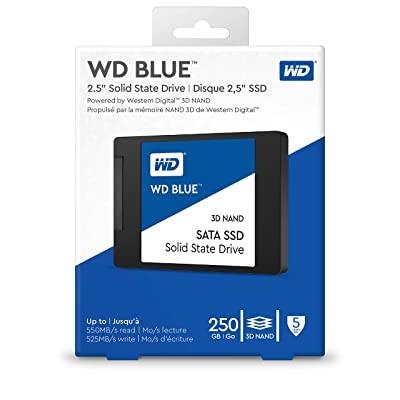 WD BLUE™
WD
2.5" Solid State Drive | Disque 2,5" SSD
Powered by Western Digital™ 3D NAND
Propulsé par la mémoire NAND 3D de Western Digital™
WD
WD BLUE™
3D NAND
SATA SSD
Solid State Drive
Up to | Jusqu'à
550MB/s read | Mo/s lecture
525MB/s write | Mo/s d'écriture
250
GB | Go
3D NAND
5